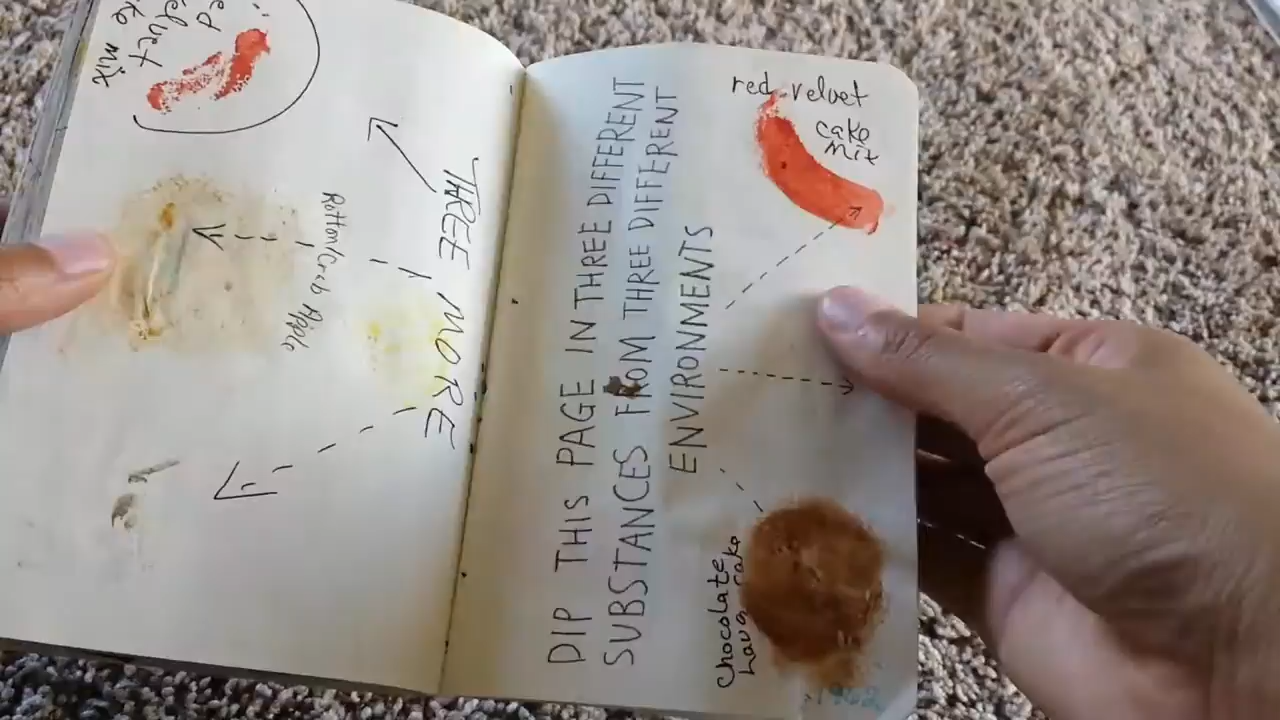 red velvet
cake mix
Rotton Crab Apple
THREE MORE
DIP THIS PAGE IN THREE DIFFERENT
SUBSTANCES FROM THREE DIFFERENT
ENVIRONMENTS
red velvet
cake
mix
Chocolate
lava cake